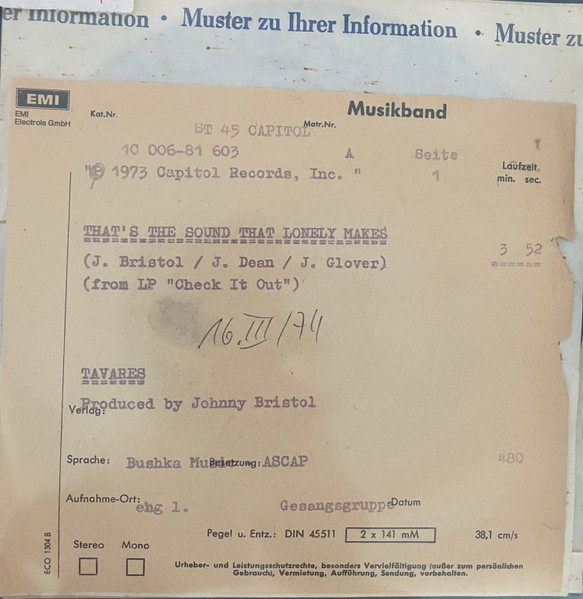 er Information • Muster zu Ihrer Information • Muster zu
EMI
EMI
Electrola GmbH
Kat.Nr.
Matr.Nr.
Musikband
BT 45 CAPITOL
1C 006-81 603 A Seite 1
"℗ 1973 Capitol Records, Inc. "
Laufzeit
min. sec.
THAT'S THE SOUND THAT LONELY MAKES
3 52
(J. Bristol / J. Dean / J. Glover)
(from LP "Check It Out")
16.III/74
TAVARES
Produced by Johnny Bristol
Verlag:
Sprache: Bushka Music Besetzung: ASCAP 480
Aufnahme-Ort: ehg 1. Gesangsgruppe Datum
Pegel u. Entz.: DIN 45511 2 x 141 mM 38,1 cm/s
Stereo Mono
Urheber- und Leistungsschutzrechte, besonders Vervielfältigung (außer zum persönlichen
Gebrauch), Vermietung, Aufführung, Sendung, vorbehalten.
ECO 1304 B